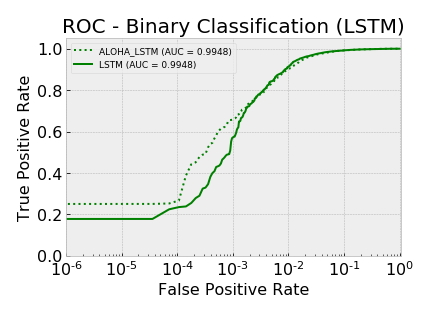 ROC - Binary Classification (LSTM)
ALOHA_LSTM (AUC = 0.9948)
LSTM (AUC = 0.9948)
True Positive Rate
1.0
0.8
0.6
0.4
0.2
0.0
10⁻⁶ 10⁻⁵ 10⁻⁴ 10⁻³ 10⁻² 10⁻¹ 10⁰
False Positive Rate